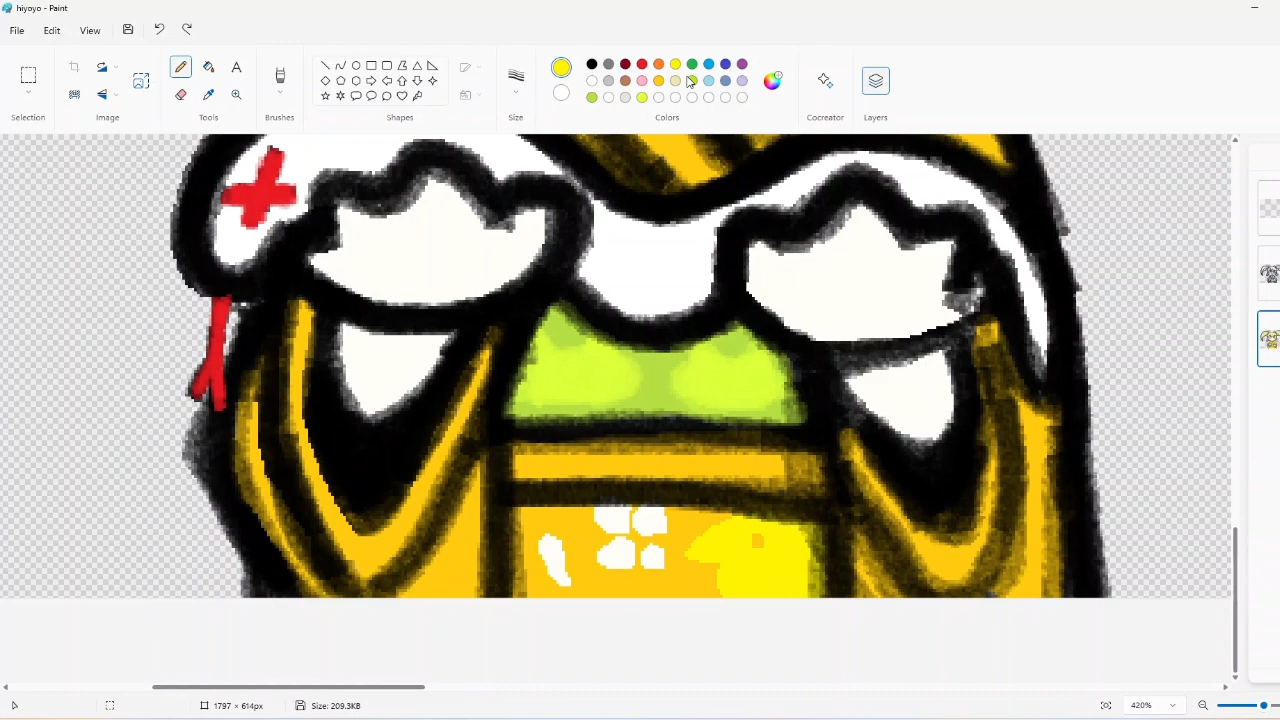 hiyoyo - Paint
File Edit View
Selection Image Tools Brushes Shapes Size Colors Cocreator Layers
A
1797 × 614px Size: 209.3KB 420%